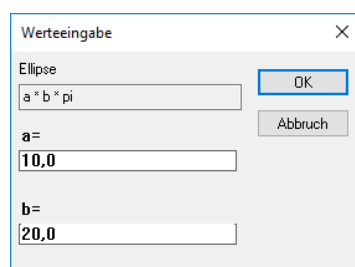 Werteeingabe
Ellipse
a * b * pi
OK
Abbruch
a=
10,0
b=
20,0